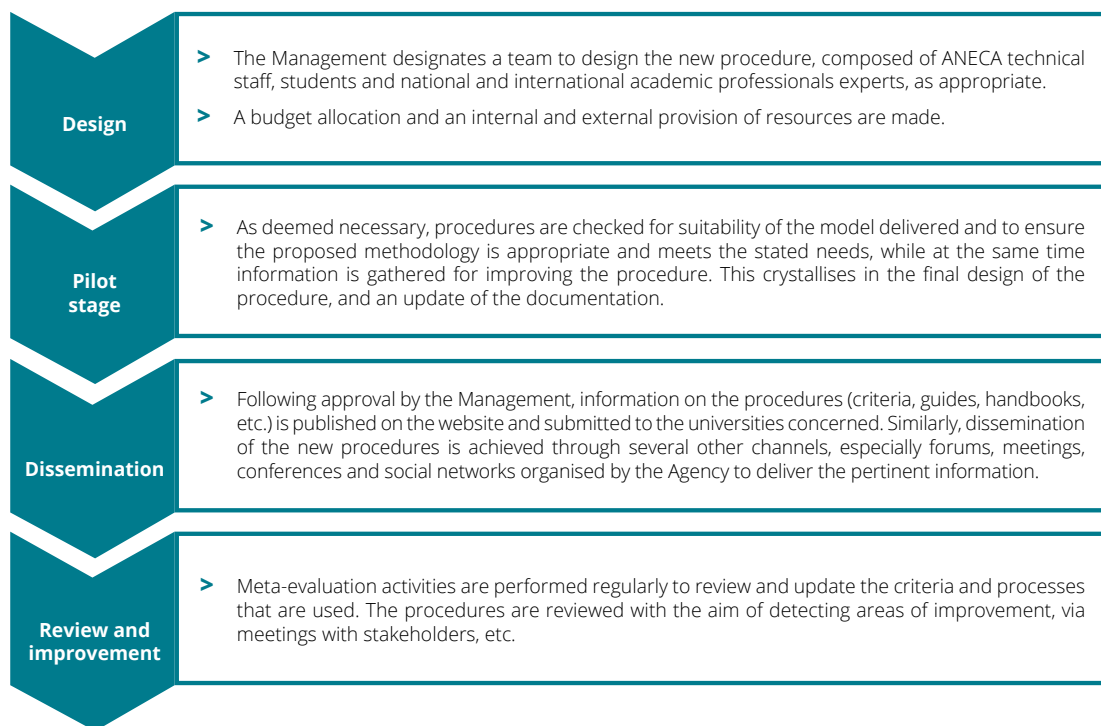 Design
> The Management designates a team to design the new procedure, composed of ANECA technical
staff, students and national and international academic professionals experts, as appropriate.
> A budget allocation and an internal and external provision of resources are made.
Pilot
stage
> As deemed necessary, procedures are checked for suitability of the model delivered and to ensure
the proposed methodology is appropriate and meets the stated needs, while at the same time
information is gathered for improving the procedure. This crystallises in the final design of the
procedure, and an update of the documentation.
Dissemination
> Following approval by the Management, information on the procedures (criteria, guides, handbooks,
etc.) is published on the website and submitted to the universities concerned. Similarly, dissemination
of the new procedures is achieved through several other channels, especially forums, meetings,
conferences and social networks organised by the Agency to deliver the pertinent information.
Review and
improvement
> Meta-evaluation activities are performed regularly to review and update the criteria and processes
that are used. The procedures are reviewed with the aim of detecting areas of improvement, via
meetings with stakeholders, etc.